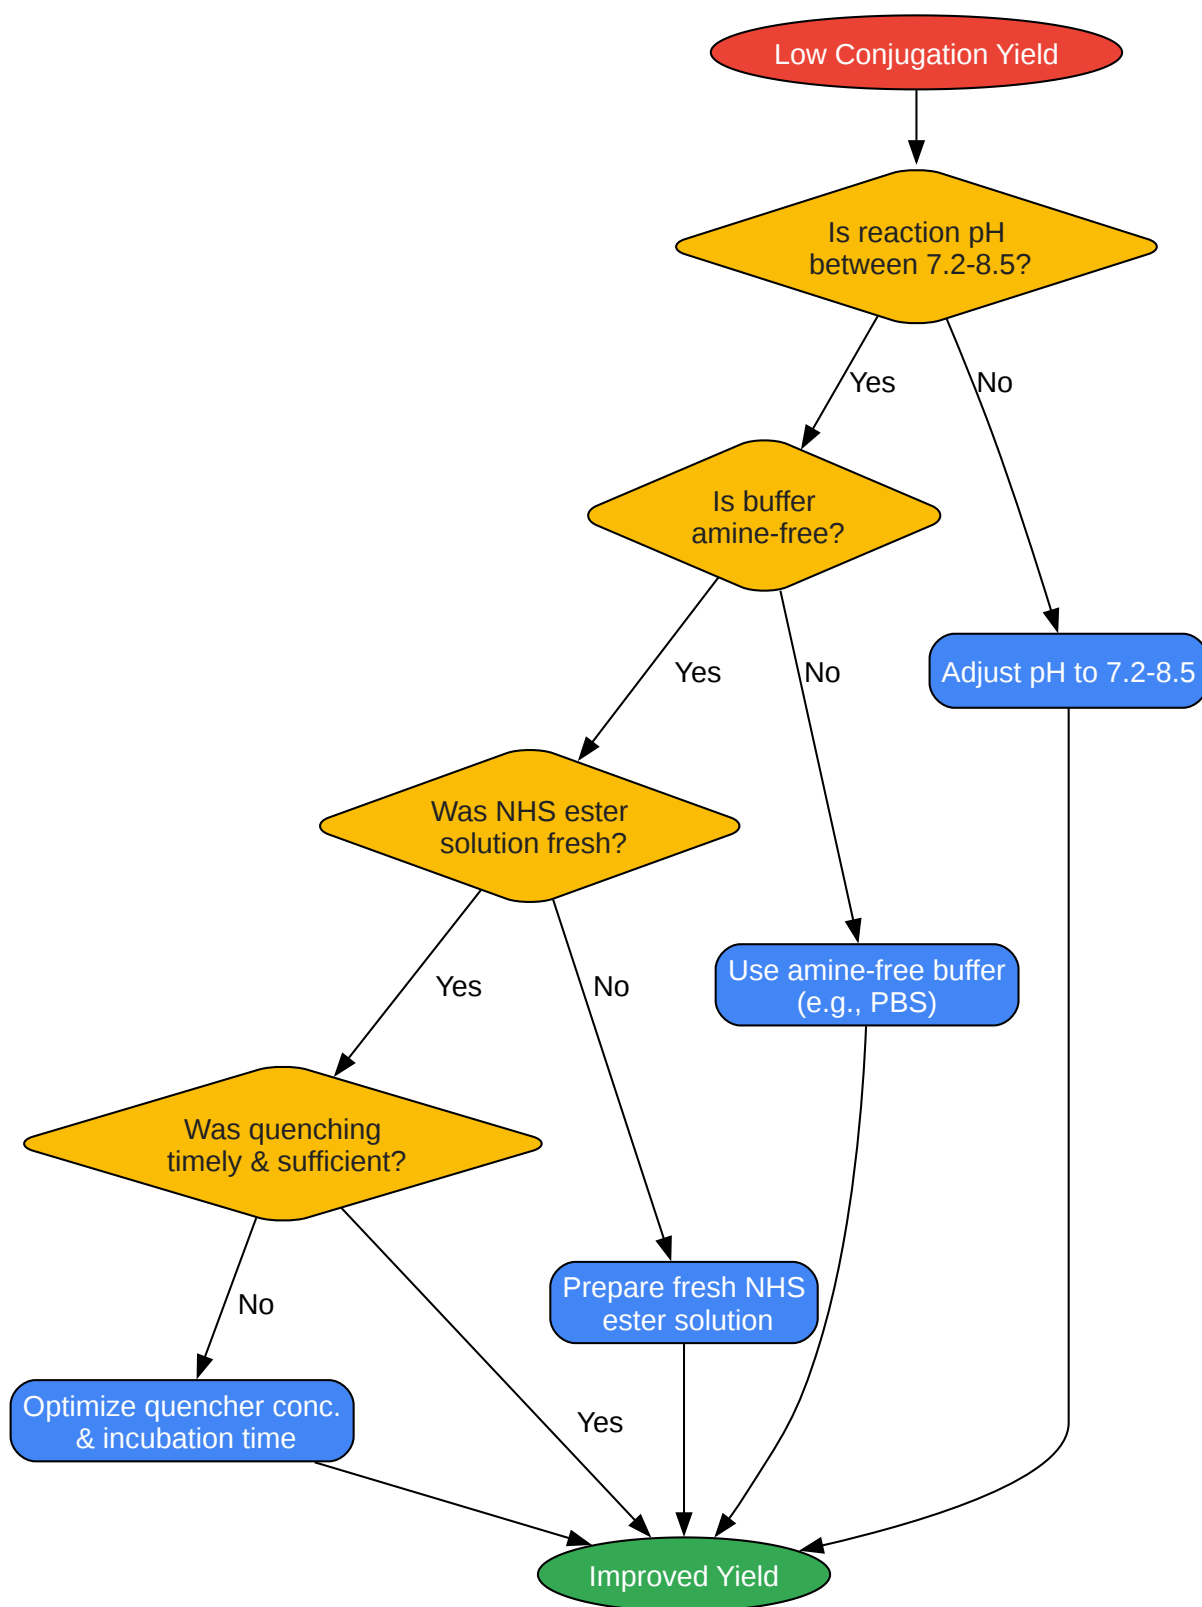 Low Conjugation Yield
Is reaction pH
between 7.2-8.5?
Yes
No
Is buffer
amine-free?
Yes
No
Adjust pH to 7.2-8.5
Was NHS ester
solution fresh?
Yes
No
Use amine-free buffer
(e.g., PBS)
Was quenching
timely & sufficient?
No
Yes
Prepare fresh NHS
ester solution
Optimize quencher conc.
& incubation time
Improved Yield